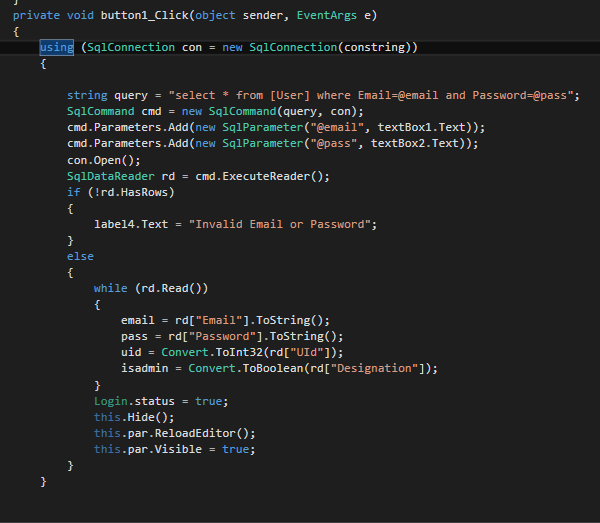 }
private void button1_Click(object sender, EventArgs e)
{
using (SqlConnection con = new SqlConnection(constring))
{
string query = "select * from [User] where Email=@email and Password=@pass";
SqlCommand cmd = new SqlCommand(query, con);
cmd.Parameters.Add(new SqlParameter("@email", textBox1.Text));
cmd.Parameters.Add(new SqlParameter("@pass", textBox2.Text));
con.Open();
SqlDataReader rd = cmd.ExecuteReader();
if (!rd.HasRows)
{
label4.Text = "Invalid Email or Password";
}
else
{
while (rd.Read())
{
email = rd["Email"].ToString();
pass = rd["Password"].ToString();
uid = Convert.ToInt32(rd["UId"]);
isadmin = Convert.ToBoolean(rd["Designation"]);
}
Login.status = true;
this.Hide();
this.par.ReloadEditor();
this.par.Visible = true;
}
}